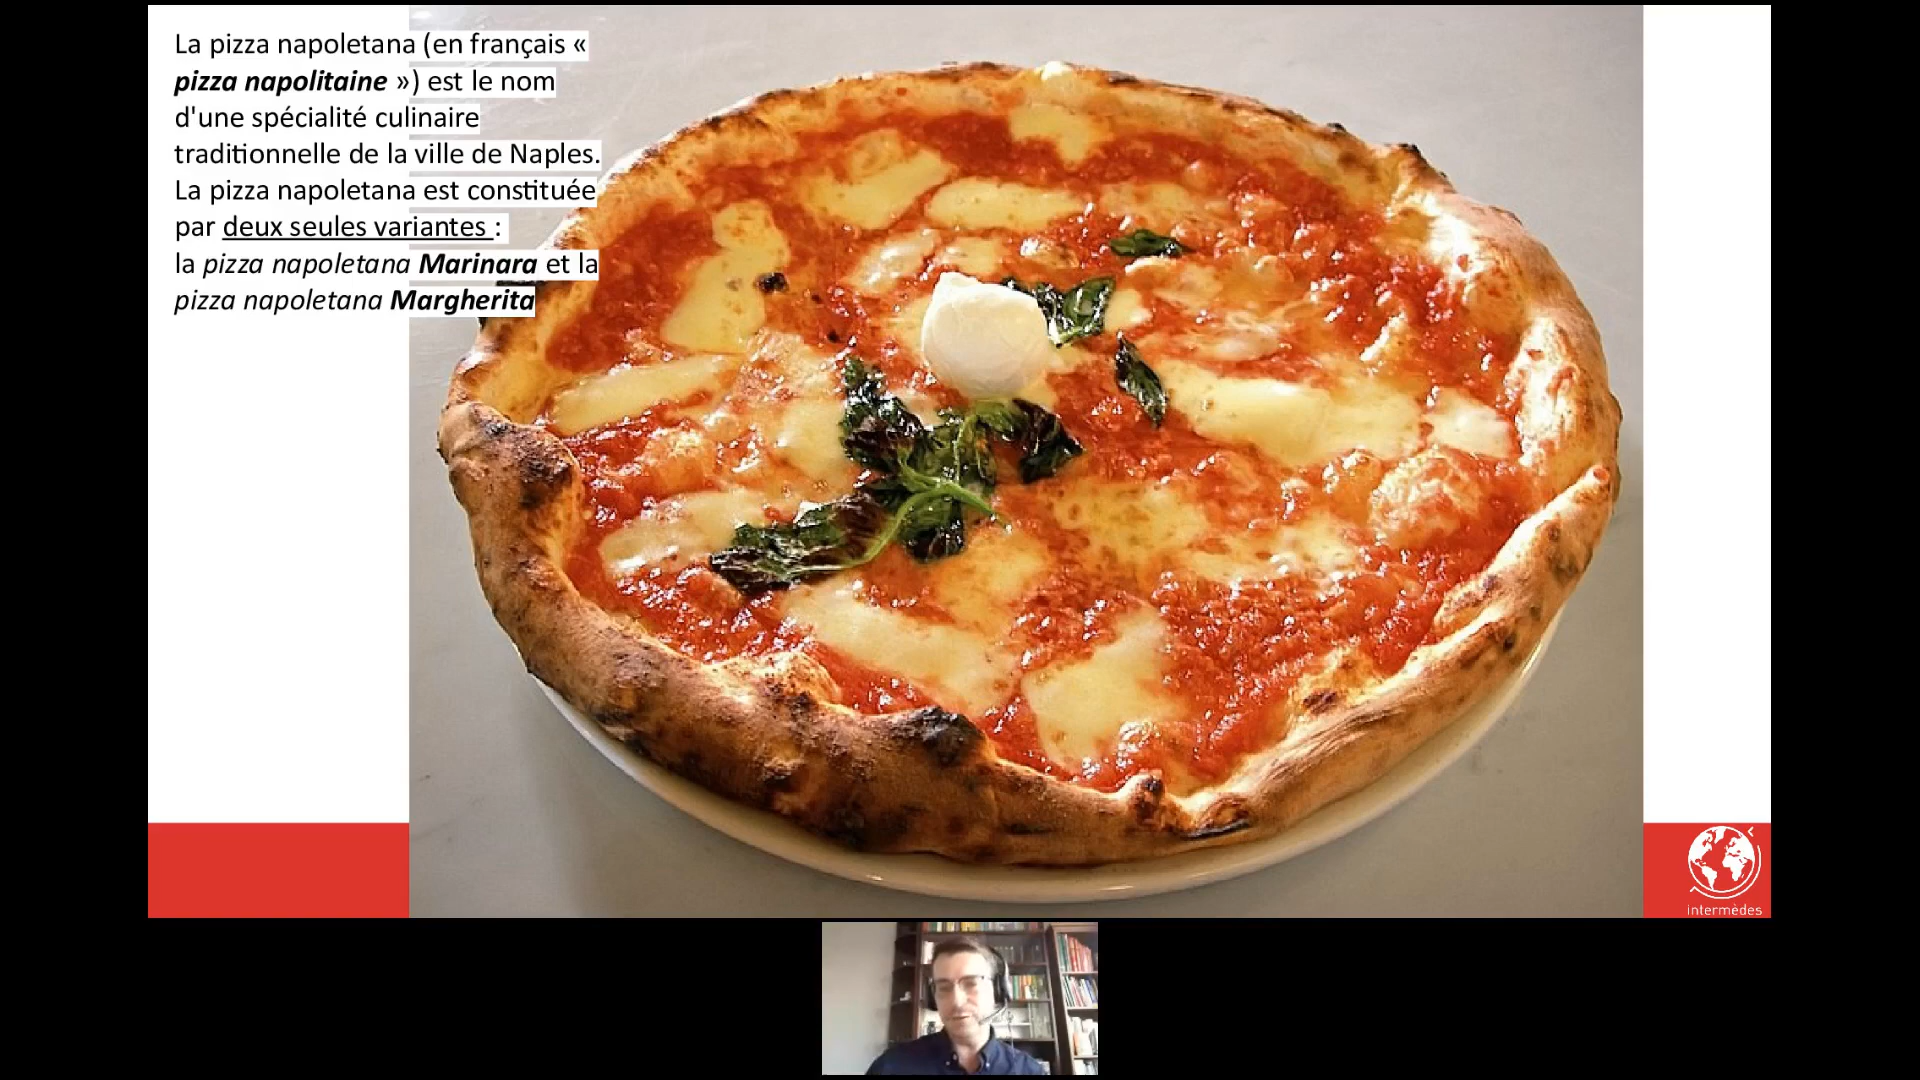 La pizza napoletana (en français «
pizza napolitaine ») est le nom
d'une spécialité culinaire
traditionnelle de la ville de Naples.
La pizza napoletana est constituée
par deux seules variantes :
la pizza napoletana Marinara et la
pizza napoletana Margherita
intermèdes